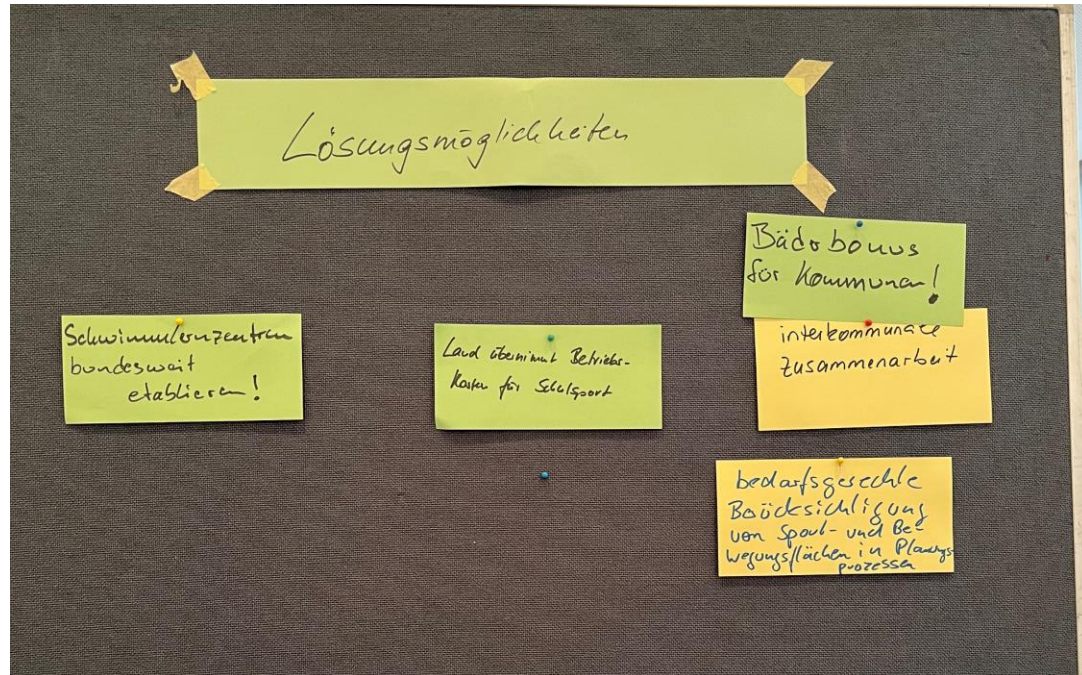 Lösungsmöglichkeiten
Schwimmlernzentren
bundesweit
etablieren!
Land übernimmt Betriebs-
kosten für Schulsport
Bäderbonus
für Kommunen!
interkommunale
Zusammenarbeit
bedarfsgerechte
Berücksichtigung
von Sport- und Be-
wegungsflächen in Planungs-
prozessen